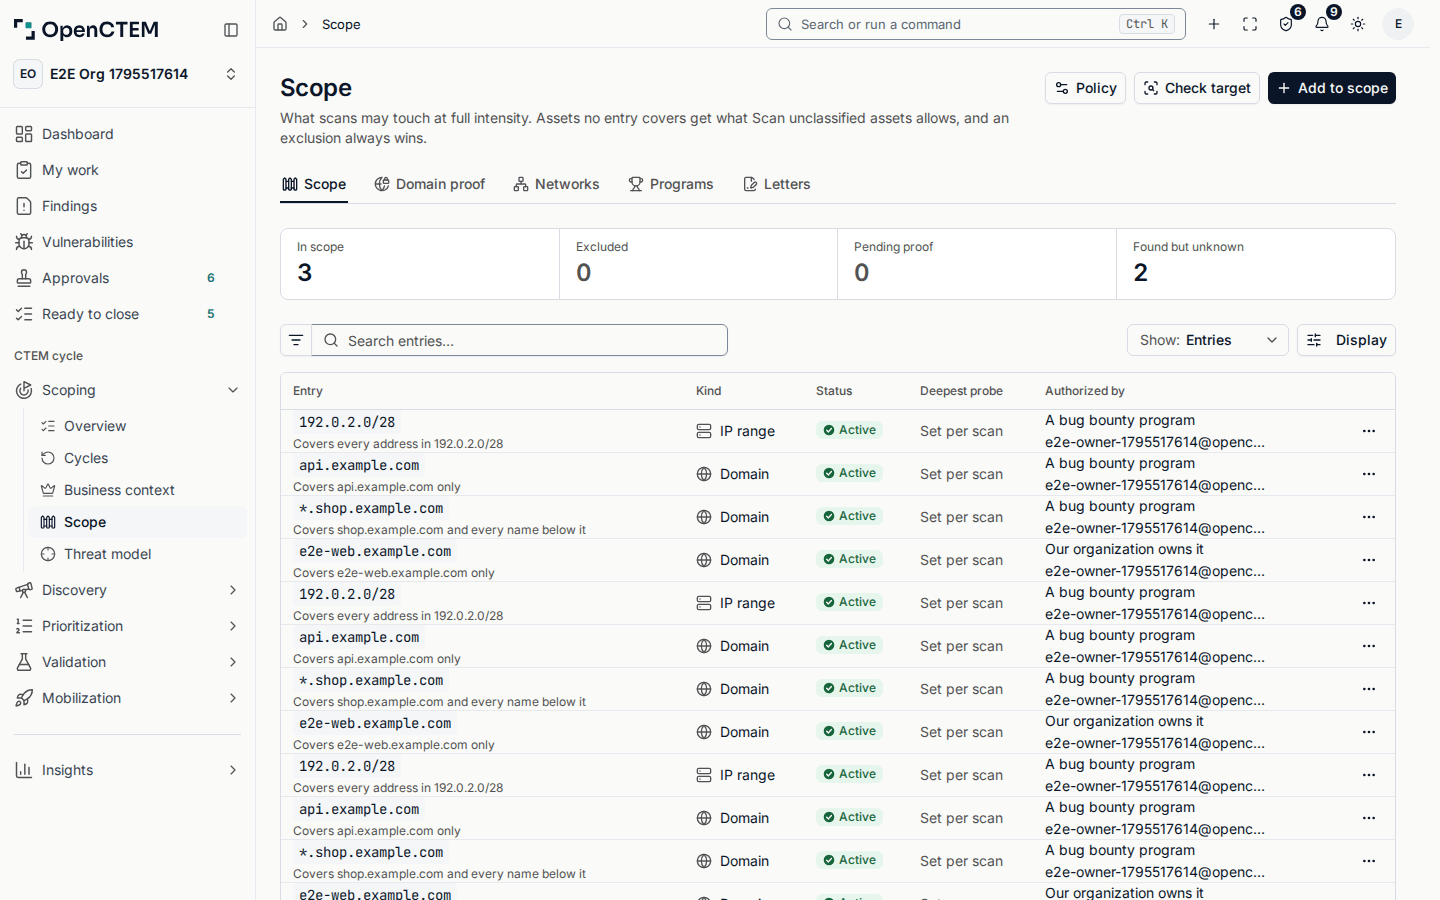 OpenCTEM
Scope
Search or run a command
Ctrl K
6
9
E
EO
E2E Org 1795517614
Dashboard
My work
Findings
Vulnerabilities
Approvals
6
Ready to close
5
CTEM cycle
Scoping
Overview
Cycles
Business context
Scope
Threat model
Discovery
Prioritization
Validation
Mobilization
Insights
Scope
Policy
Check target
Add to scope
What scans may touch at full intensity. Assets no entry covers get what Scan unclassified assets allows, and an
exclusion always wins.
Scope
Domain proof
Networks
Programs
Letters
In scope
3
Excluded
0
Pending proof
0
Found but unknown
2
Search entries...
Show: Entries
Display
Entry Kind Status Deepest probe Authorized by
192.0.2.0/28
Covers every address in 192.0.2.0/28
IP range
Active
Set per scan
A bug bounty program
e2e-owner-1795517614@openc...
api.example.com
Covers api.example.com only
Domain
Active
Set per scan
A bug bounty program
e2e-owner-1795517614@openc...
*.shop.example.com
Covers shop.example.com and every name below it
Domain
Active
Set per scan
A bug bounty program
e2e-owner-1795517614@openc...
e2e-web.example.com
Covers e2e-web.example.com only
Domain
Active
Set per scan
Our organization owns it
e2e-owner-1795517614@openc...
192.0.2.0/28
Covers every address in 192.0.2.0/28
IP range
Active
Set per scan
A bug bounty program
e2e-owner-1795517614@openc...
api.example.com
Covers api.example.com only
Domain
Active
Set per scan
A bug bounty program
e2e-owner-1795517614@openc...
*.shop.example.com
Covers shop.example.com and every name below it
Domain
Active
Set per scan
A bug bounty program
e2e-owner-1795517614@openc...
e2e-web.example.com
Covers e2e-web.example.com only
Domain
Active
Set per scan
Our organization owns it
e2e-owner-1795517614@openc...
192.0.2.0/28
Covers every address in 192.0.2.0/28
IP range
Active
Set per scan
A bug bounty program
e2e-owner-1795517614@openc...
api.example.com
Covers api.example.com only
Domain
Active
Set per scan
A bug bounty program
e2e-owner-1795517614@openc...
*.shop.example.com
Covers shop.example.com and every name below it
Domain
Active
Set per scan
A bug bounty program
e2e-owner-1795517614@openc...
e2e-web.example.com
Our organization owns it